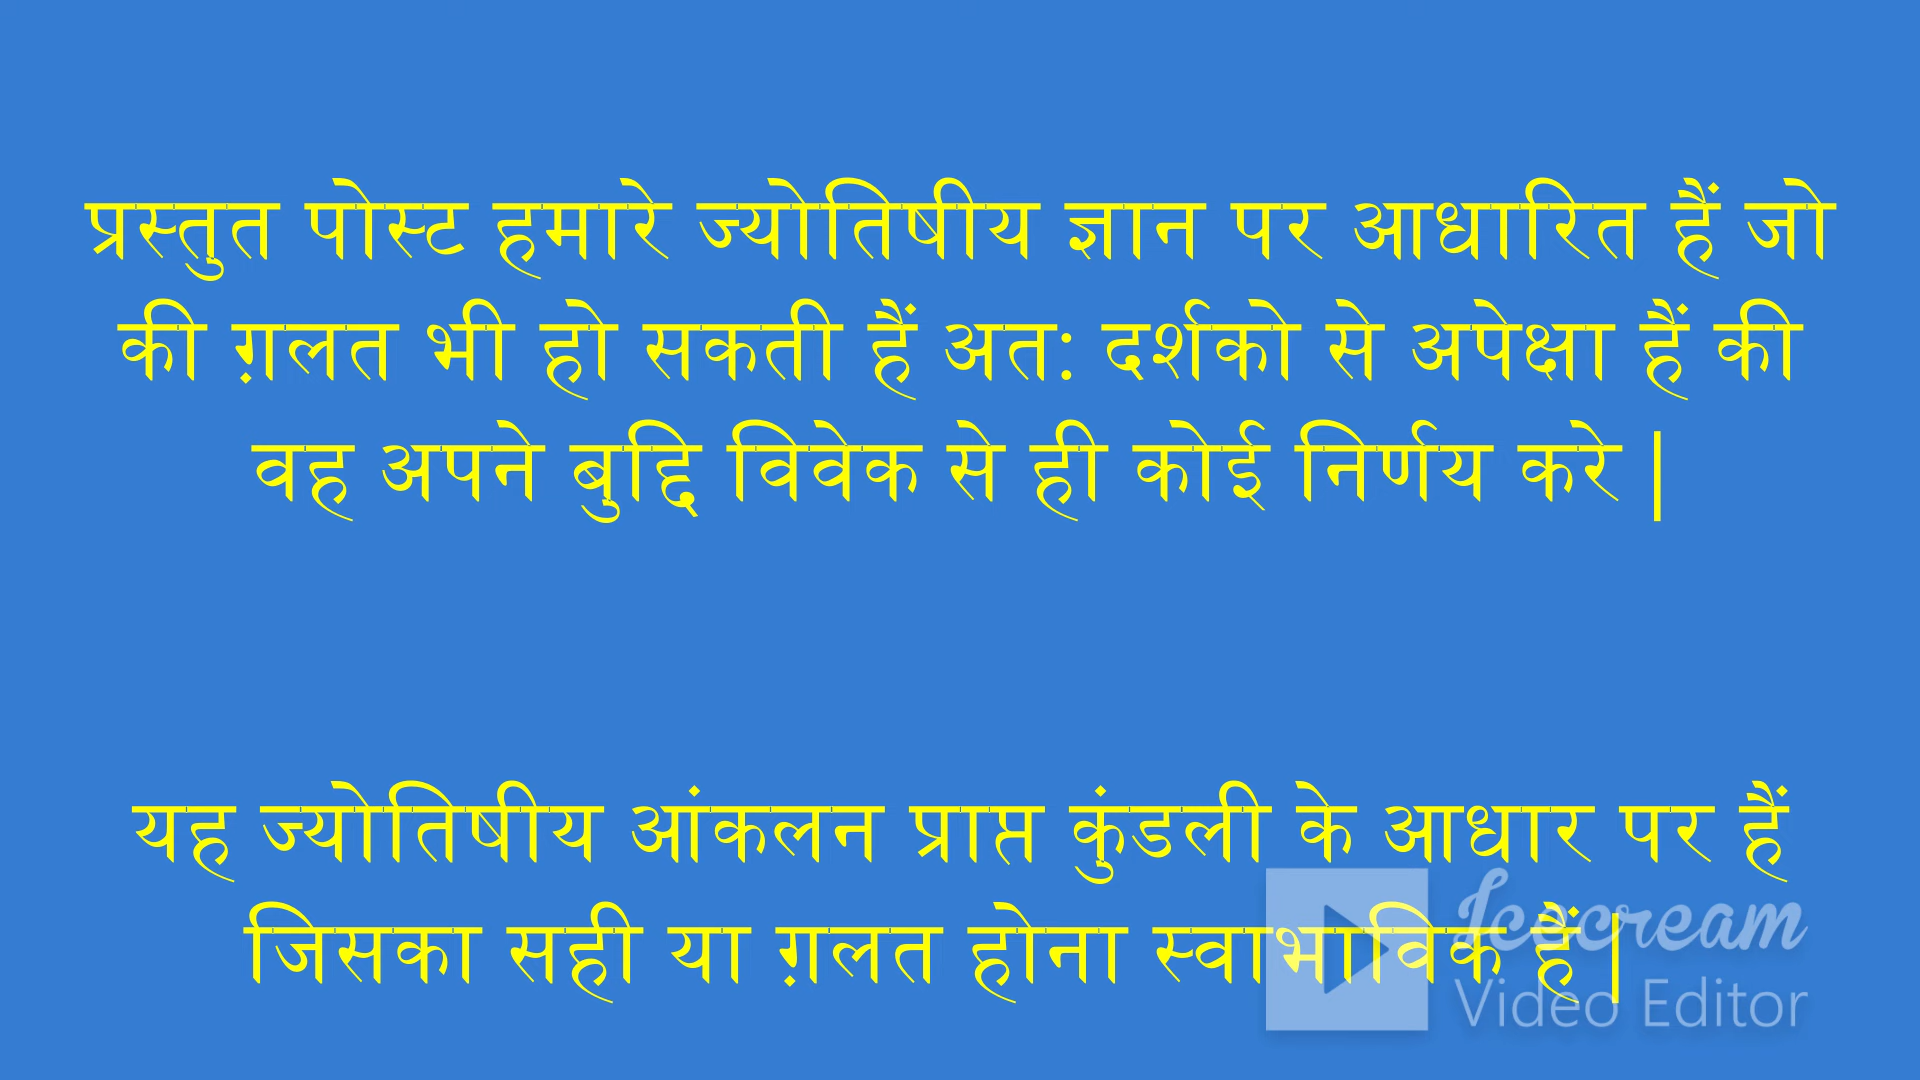 प्रस्तुत पोस्ट हमारे ज्योतिषीय ज्ञान पर आधारित हैं जो
की ग़लत भी हो सकती हैं अत: दर्शको से अपेक्षा हैं की
वह अपने बुद्दि विवेक से ही कोई निर्णय करे |
यह ज्योतिषीय आंकलन प्राप्त कुंडली के आधार पर हैं
जिसका सही या ग़लत होना स्वाभाविक हैं |
Icecream
Video Editor